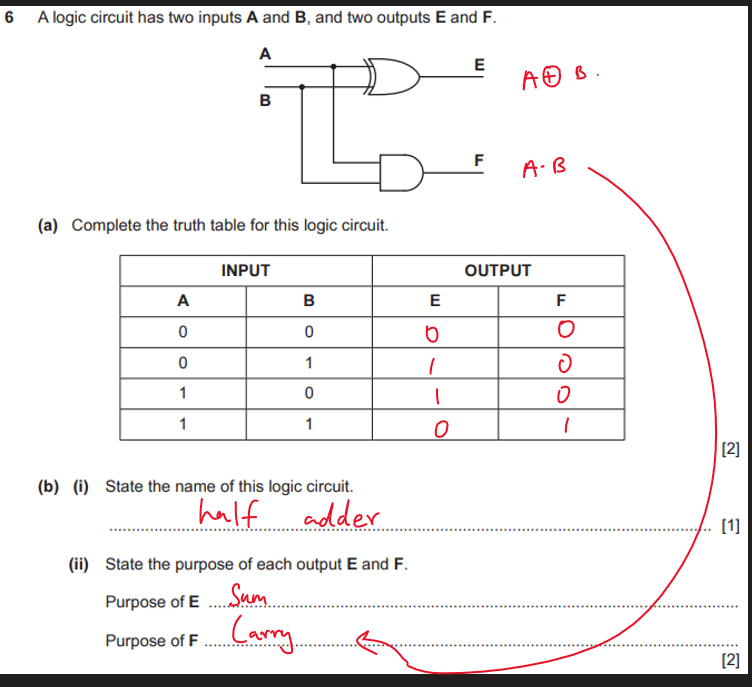 6 A logic circuit has two inputs A and B, and two outputs E and F.
A
E
A⊕B.
B
F
A·B
(a) Complete the truth table for this logic circuit.
INPUT OUTPUT
A B E F
0 0 0 0
0 1 1 0
1 0 1 0
1 1 0 1
[2]
(b) (i) State the name of this logic circuit.
half adder
[1]
(ii) State the purpose of each output E and F.
Purpose of E Sum
Purpose of F Carry
[2]